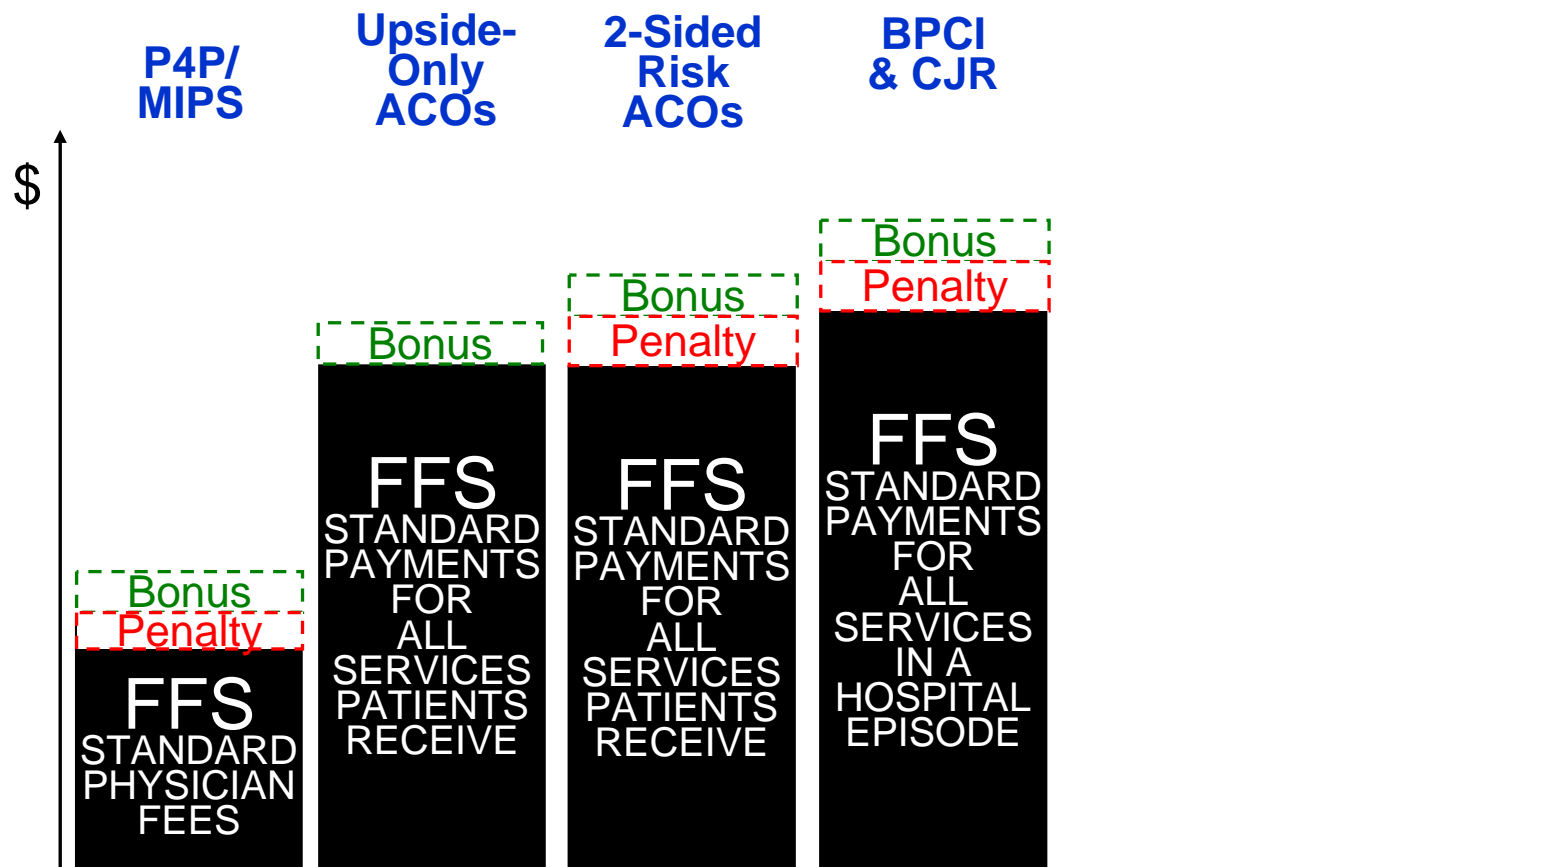 P4P/
MIPS
Upside-
Only
ACOs
2-Sided
Risk
ACOs
BPCI
& CJR
$
Bonus
Penalty
FFS
STANDARD
PHYSICIAN
FEES
Bonus
FFS
STANDARD
PAYMENTS
FOR
ALL
SERVICES
PATIENTS
RECEIVE
Bonus
Penalty
FFS
STANDARD
PAYMENTS
FOR
ALL
SERVICES
PATIENTS
RECEIVE
Bonus
Penalty
FFS
STANDARD
PAYMENTS
FOR
ALL
SERVICES
IN A
HOSPITAL
EPISODE